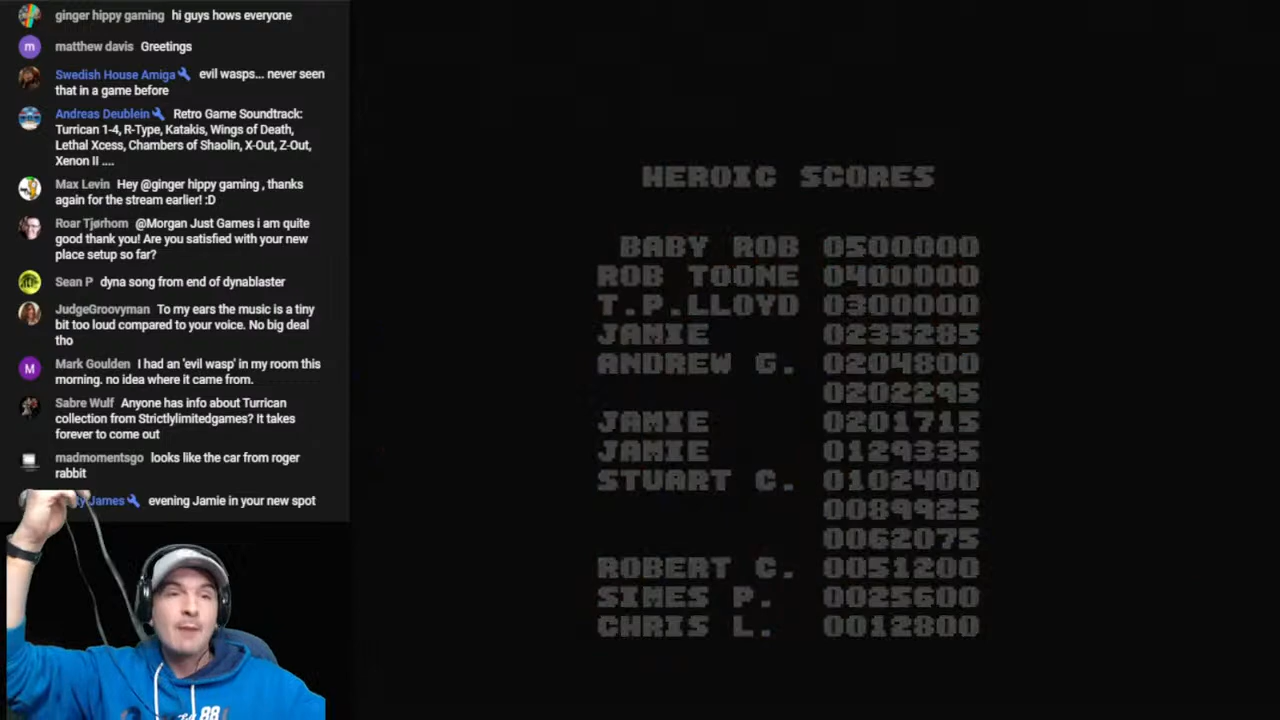 ginger hippy gaming hi guys hows everyone
matthew davis Greetings
Swedish House Amiga evil wasps... never seen
that in a game before
Andreas Deublein Retro Game Soundtrack:
Turrican 1-4, R-Type, Katakis, Wings of Death,
Lethal Xcess, Chambers of Shaolin, X-Out, Z-Out,
Xenon II ....
Max Levin Hey @ginger hippy gaming , thanks
again for the stream earlier! :D
Roar Tjørhom @Morgan Just Games i am quite
good thank you! Are you satisfied with your new
place setup so far?
Sean P dyna song from end of dynablaster
JudgeGroovyman To my ears the music is a tiny
bit too loud compared to your voice. No big deal
tho
m
M
Mark Goulden I had an 'evil wasp' in my room this
morning. no idea where it came from.
Sabre Wulf Anyone has info about Turrican
collection from Strictlylimitedgames? It takes
forever to come out
madmomentsgo looks like the car from roger
rabbit
James evening Jamie in your new spot
88
HEROIC SCORES
BABY ROB 0500000
ROB TOONE 0400000
T.P.LLOYD 0300000
JAMIE 0235285
ANDREW G. 0204800
0202295
JAMIE 0201715
JAMIE 0129335
STUART C. 0102400
0089925
0062075
ROBERT C. 0051200
SIMES P. 0025600
CHRIS L. 0012800